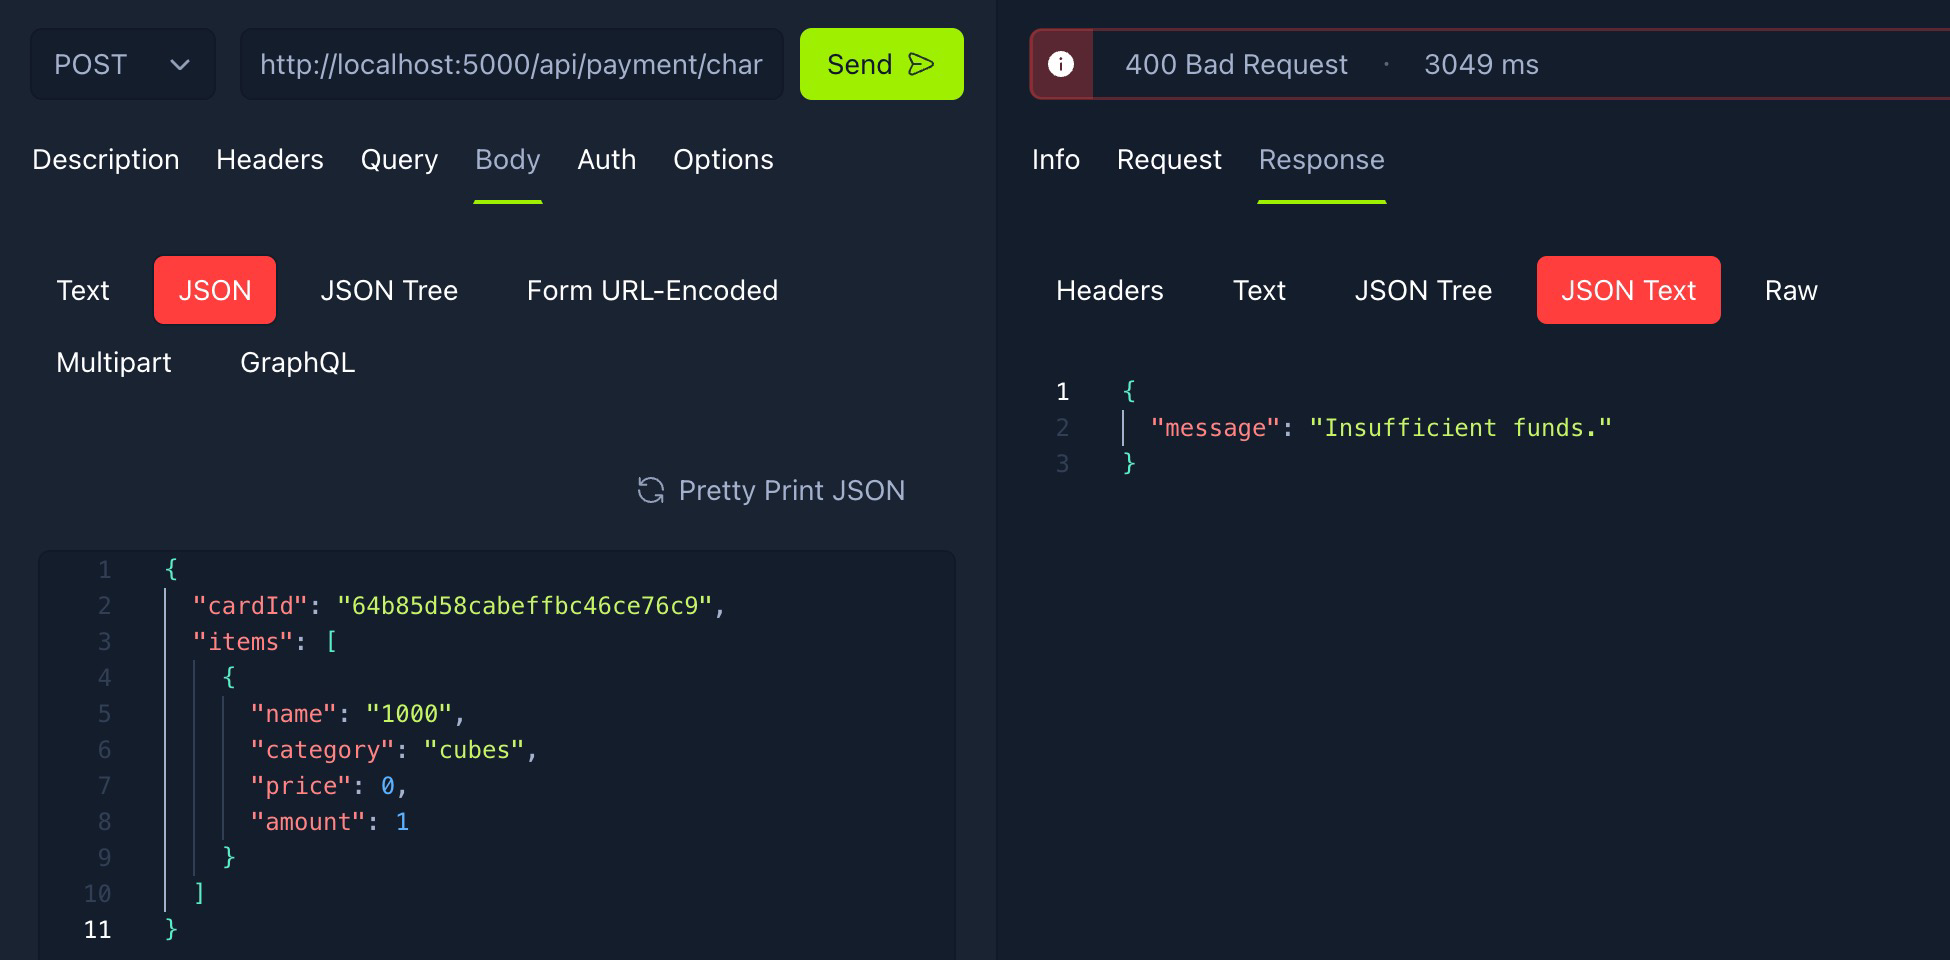 POST
http://localhost:5000/api/payment/char
Send
Description Headers Query Body Auth Options
Text JSON JSON Tree Form URL-Encoded
Multipart GraphQL
Pretty Print JSON
1 {
2 "cardId": "64b85d58cabeffbc46ce76c9",
3 "items": [
4 {
5 "name": "1000",
6 "category": "cubes",
7 "price": 0,
8 "amount": 1
9 }
10 ]
11 }
400 Bad Request · 3049 ms
Info Request Response
Headers Text JSON Tree JSON Text Raw
1 {
2 "message": "Insufficient funds."
3 }